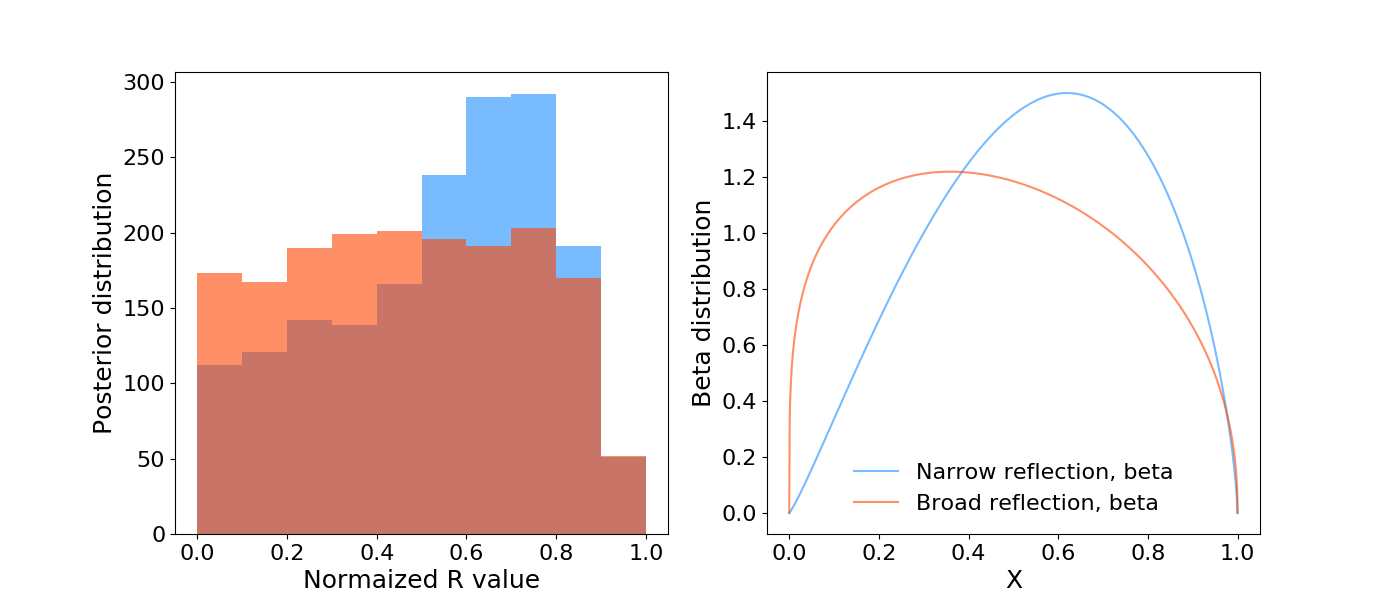 Posterior distribution
300
250
200
150
100
50
0
0.0 0.2 0.4 0.6 0.8 1.0
Normaized R value
Beta distribution
1.4
1.2
1.0
0.8
0.6
0.4
0.2
0.0
Narrow reflection, beta
Broad reflection, beta
0.0 0.2 0.4 0.6 0.8 1.0
X